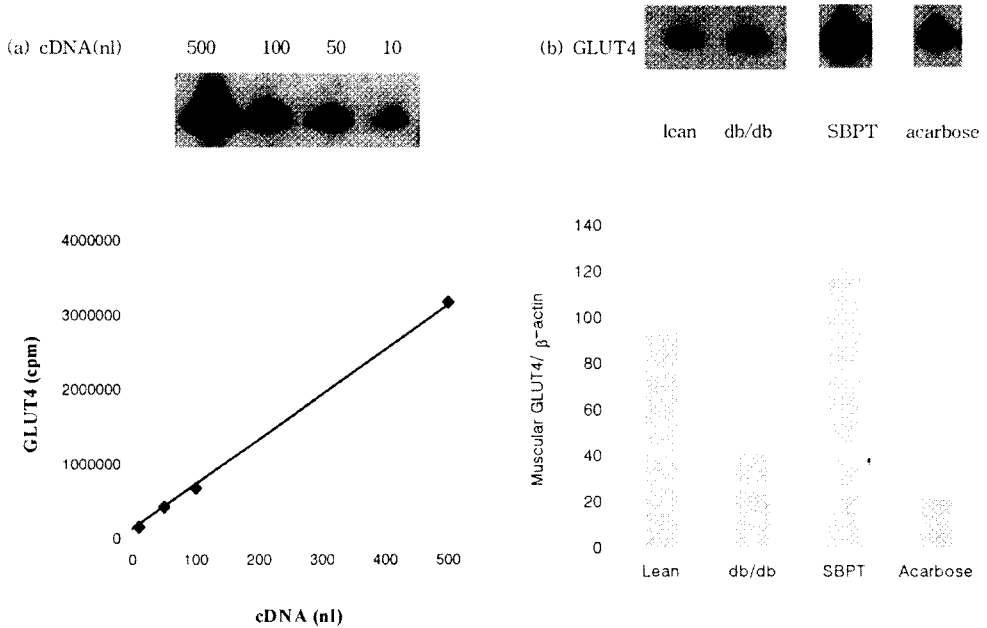 (a) cDNA(nl) 500 100 50 10
4000000
3000000
2000000
1000000
0
GLUT4 (cpm)
0 100 200 300 400 500
cDNA (nl)
(b) GLUT4
lean db/db SBPT acarbose
140
120
100
80
60
40
20
0
Muscular GLUT4/ β-actin
Lean db/db SBPT Acarbose